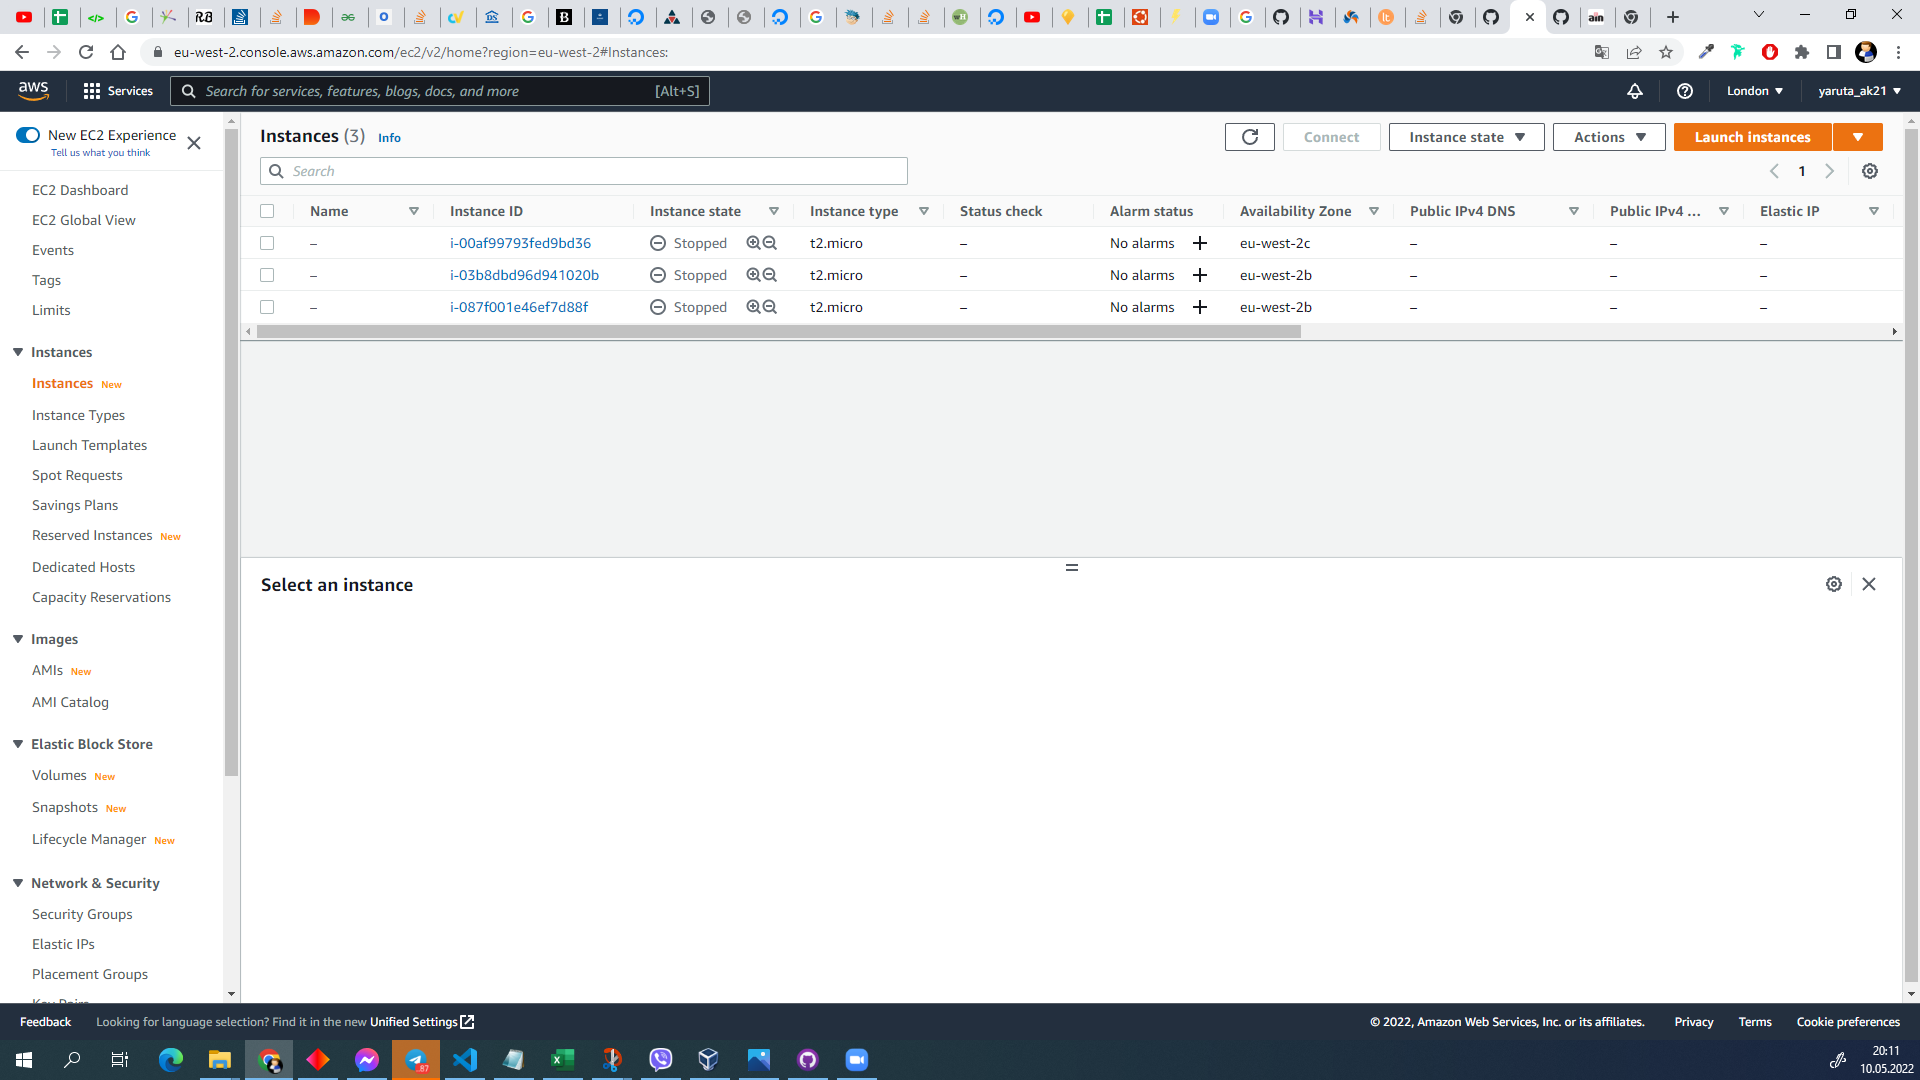 eu-west-2.console.aws.amazon.com/ec2/v2/home?region=eu-west-2#Instances:
aws
Services
Search for services, features, blogs, docs, and more
[Alt+S]
London
yaruta_ak21
New EC2 Experience
Tell us what you think
EC2 Dashboard
EC2 Global View
Events
Tags
Limits
Instances
Instances New
Instance Types
Launch Templates
Spot Requests
Savings Plans
Reserved Instances New
Dedicated Hosts
Capacity Reservations
Images
AMIs New
AMI Catalog
Elastic Block Store
Volumes New
Snapshots New
Lifecycle Manager New
Network & Security
Security Groups
Elastic IPs
Placement Groups
Key Pairs
Instances (3) Info
Connect
Instance state
Actions
Launch instances
Search
1
Name Instance ID Instance state Instance type Status check Alarm status Availability Zone Public IPv4 DNS Public IPv4 ... Elastic IP
– i-00af99793fed9bd36 Stopped t2.micro – No alarms + eu-west-2c – – –
– i-03b8dbd96d941020b Stopped t2.micro – No alarms + eu-west-2b – – –
– i-087f001e46ef7d88f Stopped t2.micro – No alarms + eu-west-2b – – –
Select an instance
Feedback
Looking for language selection? Find it in the new Unified Settings
© 2022, Amazon Web Services, Inc. or its affiliates.
Privacy
Terms
Cookie preferences
20:11
10.05.2022